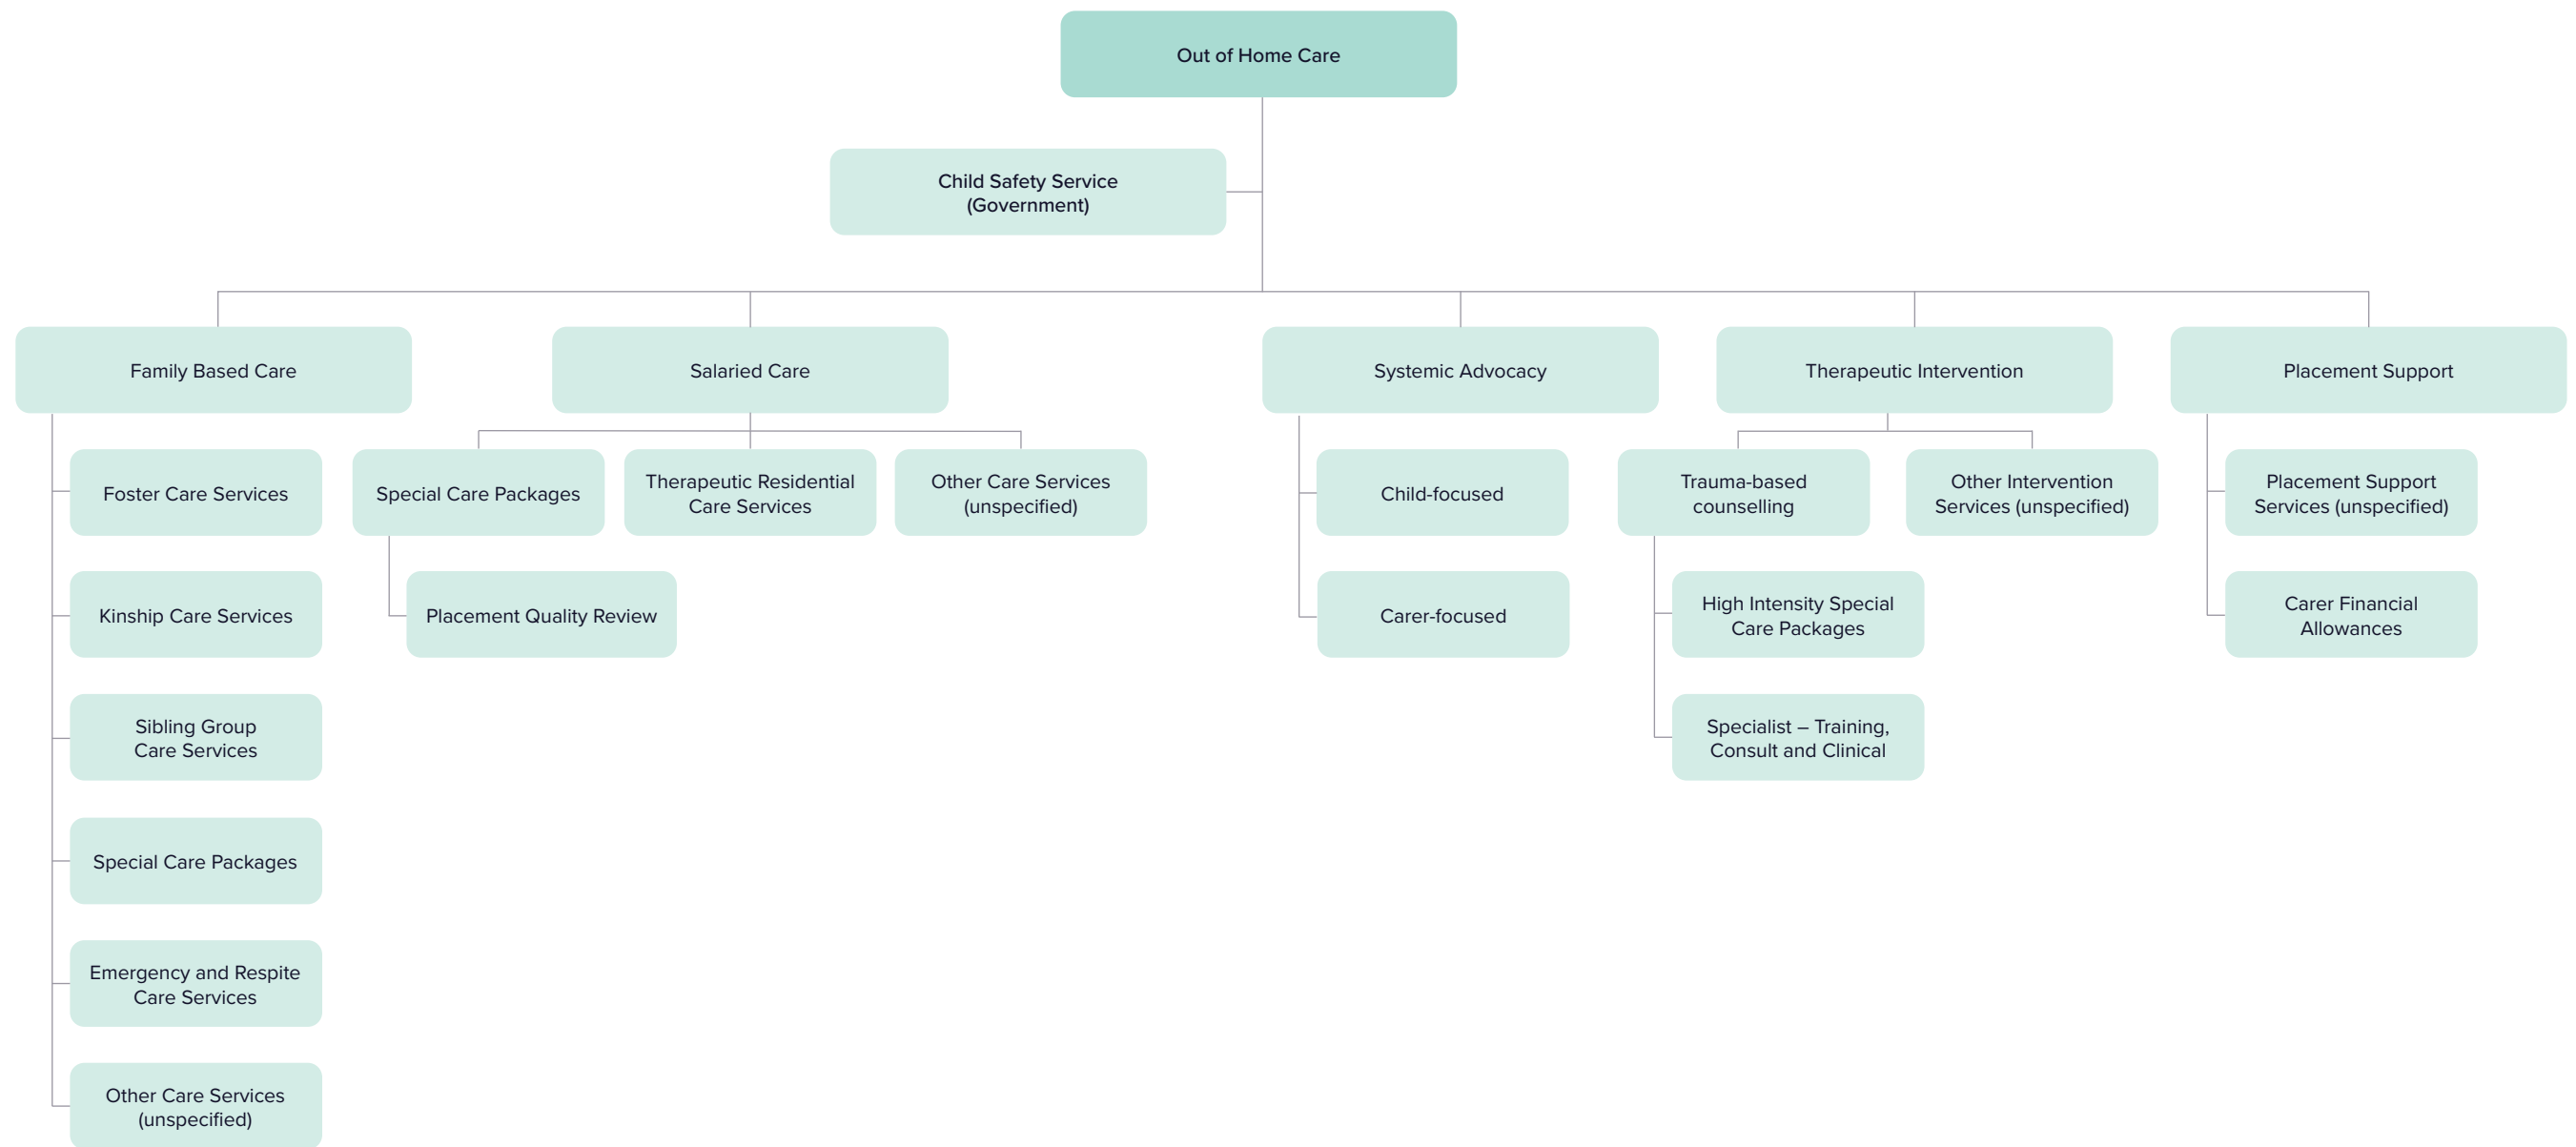 Out of Home Care
Child Safety Service
(Government)
Family Based Care
Salaried Care
Systemic Advocacy
Therapeutic Intervention
Placement Support
Foster Care Services
Special Care Packages
Therapeutic Residential
Care Services
Other Care Services
(unspecified)
Child-focused
Trauma-based
counselling
Other Intervention
Services (unspecified)
Placement Support
Services (unspecified)
Kinship Care Services
Placement Quality Review
Carer-focused
High Intensity Special
Care Packages
Carer Financial
Allowances
Sibling Group
Care Services
Specialist – Training,
Consult and Clinical
Special Care Packages
Emergency and Respite
Care Services
Other Care Services
(unspecified)